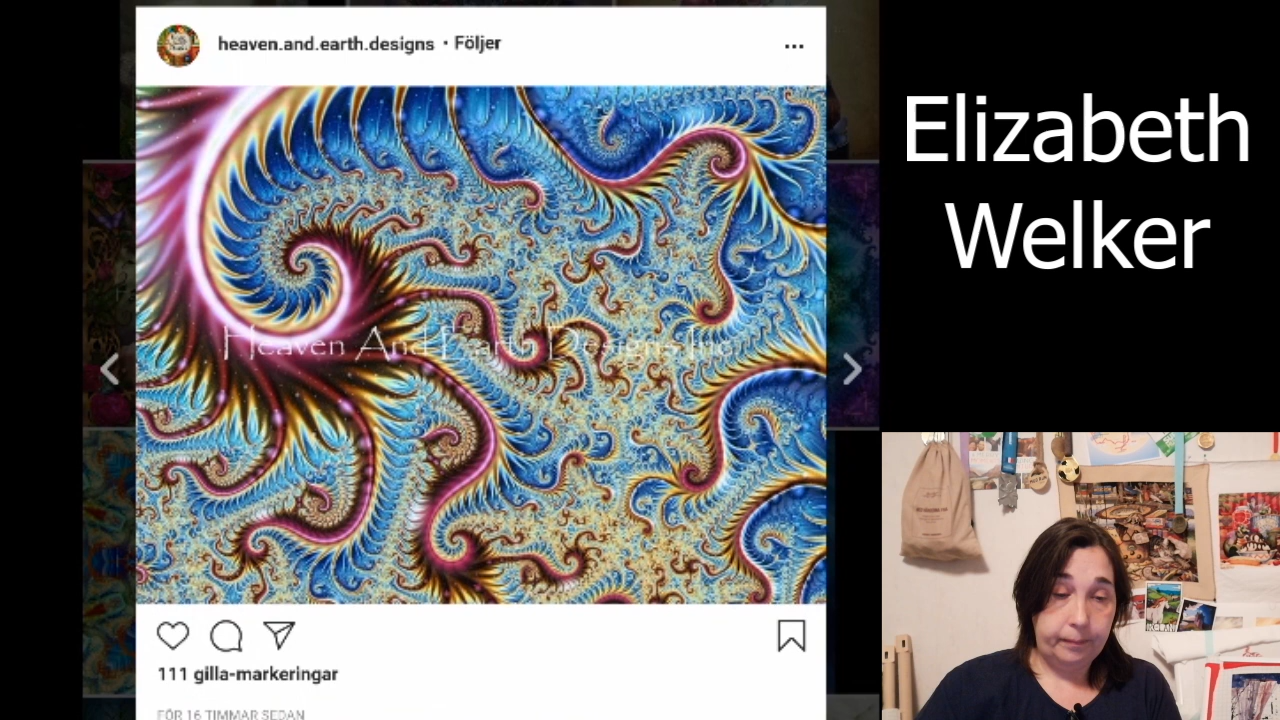 heaven.and.earth.designs • Följer
Heaven And Earth Designs Inc
111 gilla-markeringar
FÖR 16 TIMMAR SEDAN
Elizabeth
Welker